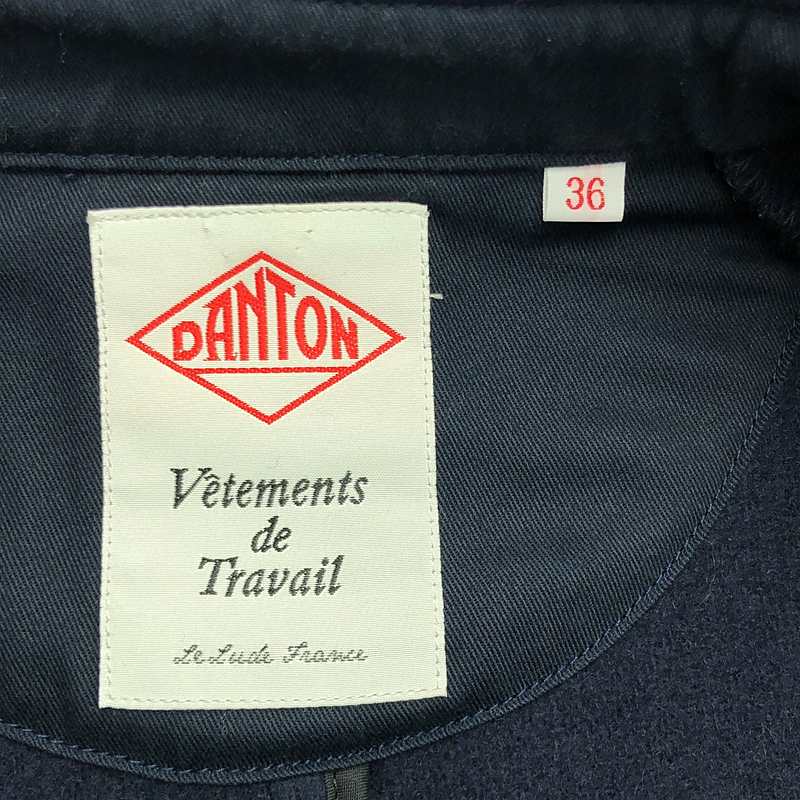 36
DANTON
Vêtements
de
Travail
Le Lude France